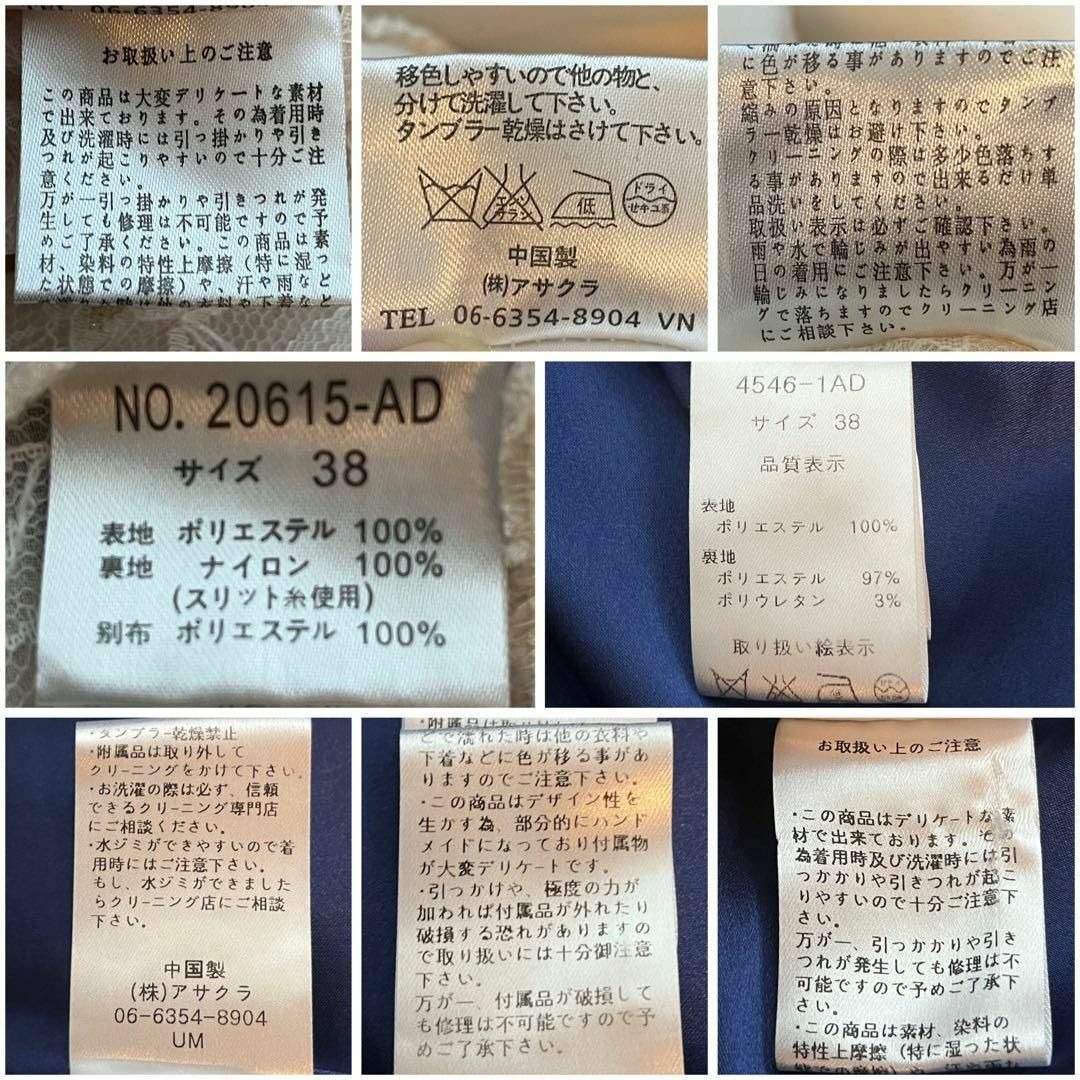 TEL 06-6354-8904
お取扱い上のご注意
この商品は大変デリケートな素材
で出来ております。その為着用時
及び洗濯時には引っ掛かりや引き
つれが起こりやすいので十分ご注
意ください。
万が一引っ掛かりや引きつれが発
生しても修理は不可能ですので予
めご了承ください。この商品は素
材、染料の特性上摩擦（特に湿っ
た状態での摩擦）や、汗や雨など
移色しやすいので他の物と、
分けて洗濯して下さい。
タンブラー乾燥はさけて下さい。
エンソ
サラシ
低
ドライ
セキユ系
中国製
(株)アサクラ
TEL 06-6354-8904 VN
色が移る事がありますのでご注
意下さい。
縮みの原因となりますのでタンブ
ラー乾燥はお避け下さい。
クリーニングの際は多少色落ちす
る事がありますので出来るだけ単
品洗いをしてください。
取扱い表示は必ずご確認下さい。
雨や水で輪じみが出やすい為雨の
日の着用にはご注意下さい。万一
輪じみになりましたらクリーニン
グで落ちますのでクリーニング店
にご相談下さい。
NO. 20615-AD
サイズ 38
表地 ポリエステル 100%
裏地 ナイロン 100%
(スリット糸使用)
別布 ポリエステル 100%
4546-1AD
サイズ 38
品質表示
表地
ポリエステル 100%
裏地
ポリエステル 97%
ポリウレタン 3%
取り扱い絵表示
・タンブラー乾燥禁止
・附属品は取り外して
クリーニングをかけて下さい。
・お洗濯の際は必ず、信頼
できるクリーニング専門店
にご相談ください。
・水ジミができやすいので着
用時にはご注意下さい。
もし、水ジミができました
らクリーニング店にご相談
下さい。
中国製
(株)アサクラ
06-6354-8904
UM
どで濡れた時は他の衣料や
下着などに色が移る事があ
りますのでご注意下さい。
・この商品はデザイン性を
生かす為、部分的にハンド
メイドになっており付属物
が大変デリケートです。
・引っかけや、極度の力が
加われば付属品が外れたり
破損する恐れがありますの
で取り扱いには十分御注意
下さい。
万が一、付属品が破損して
も修理は不可能ですので予
めご了承下さい。
お取扱い上のご注意
・この商品はデリケートな素
材で出来ております。その
為着用時及び洗濯時には引
っかかりや引きつれが起こ
りやすいので十分ご注意下
さい。
万が一、引っかかりや引き
つれが発生しても修理は不
可能ですので予めご了承下
さい。
・この商品は素材、染料の
特性上摩擦（特に湿った状
態での摩擦）や、汗や雨な